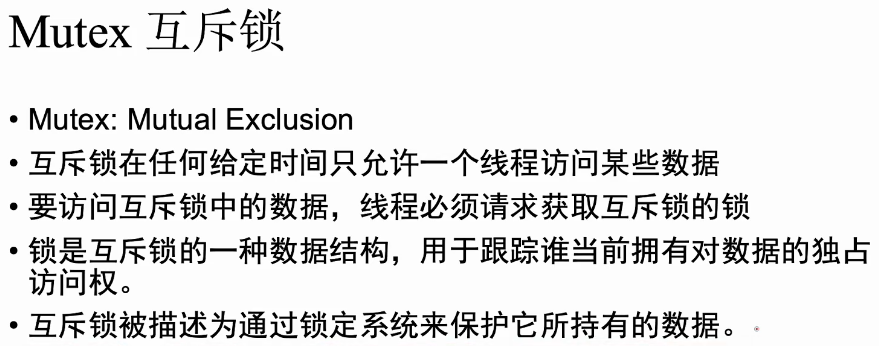 Mutex 互斥锁
• Mutex: Mutual Exclusion
• 互斥锁在任何给定时间只允许一个线程访问某些数据
• 要访问互斥锁中的数据，线程必须请求获取互斥锁的锁
• 锁是互斥锁的一种数据结构，用于跟踪谁当前拥有对数据的独占
访问权。
• 互斥锁被描述为通过锁定系统来保护它所持有的数据。